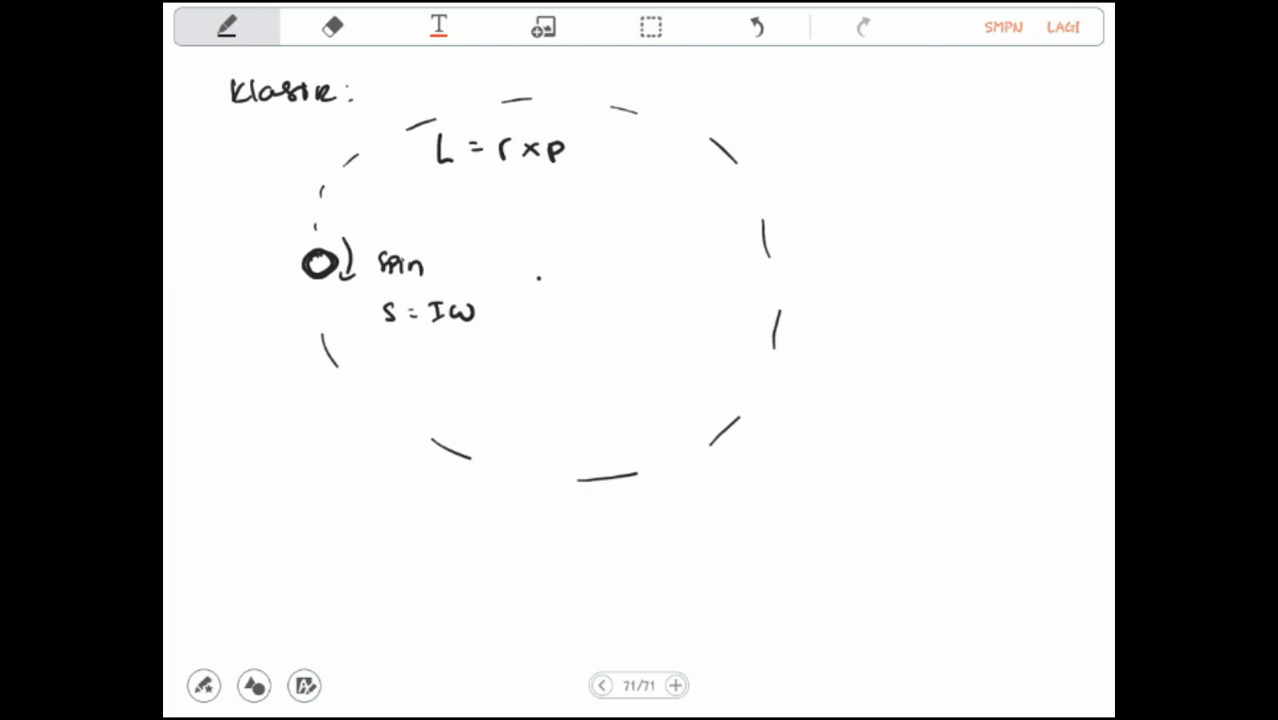 T
SMPN LAGI
Klasik:
L = r × p
spin
S = Iω
71/71